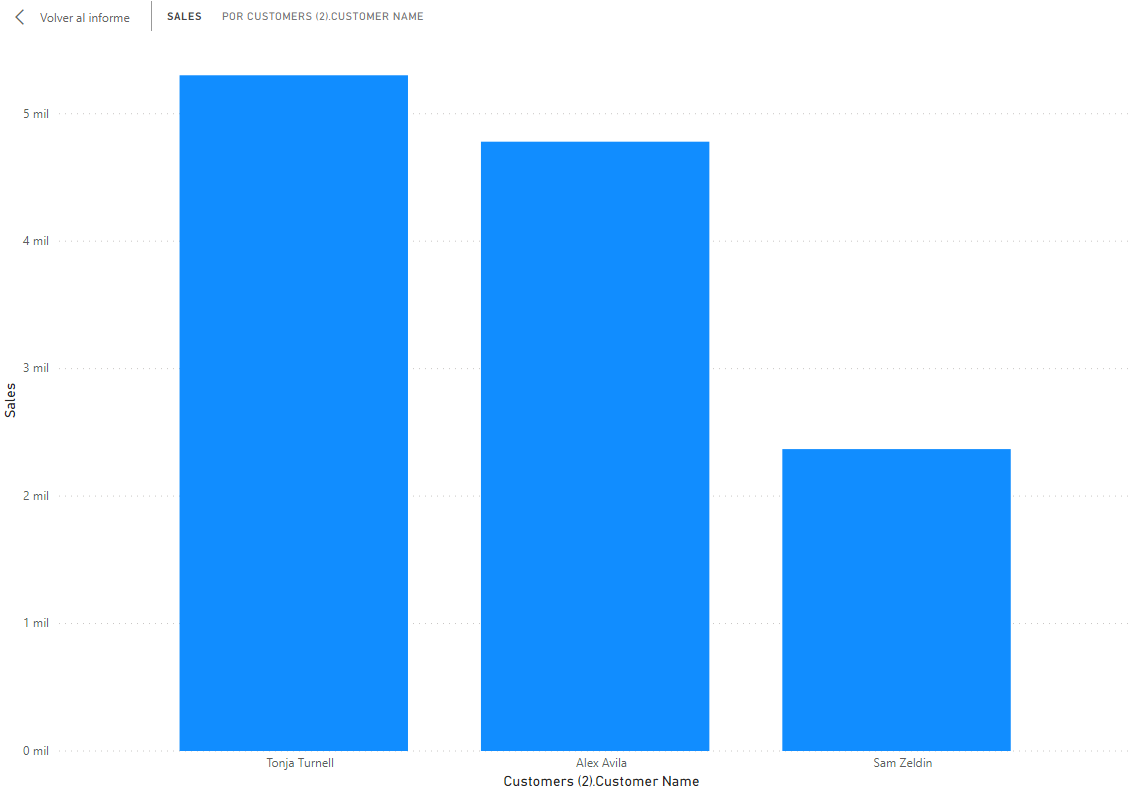 Volver al informe
SALES
POR CUSTOMERS (2).CUSTOMER NAME
5 mil
4 mil
3 mil
2 mil
1 mil
0 mil
Sales
Tonja Turnell
Alex Avila
Sam Zeldin
Customers (2).Customer Name